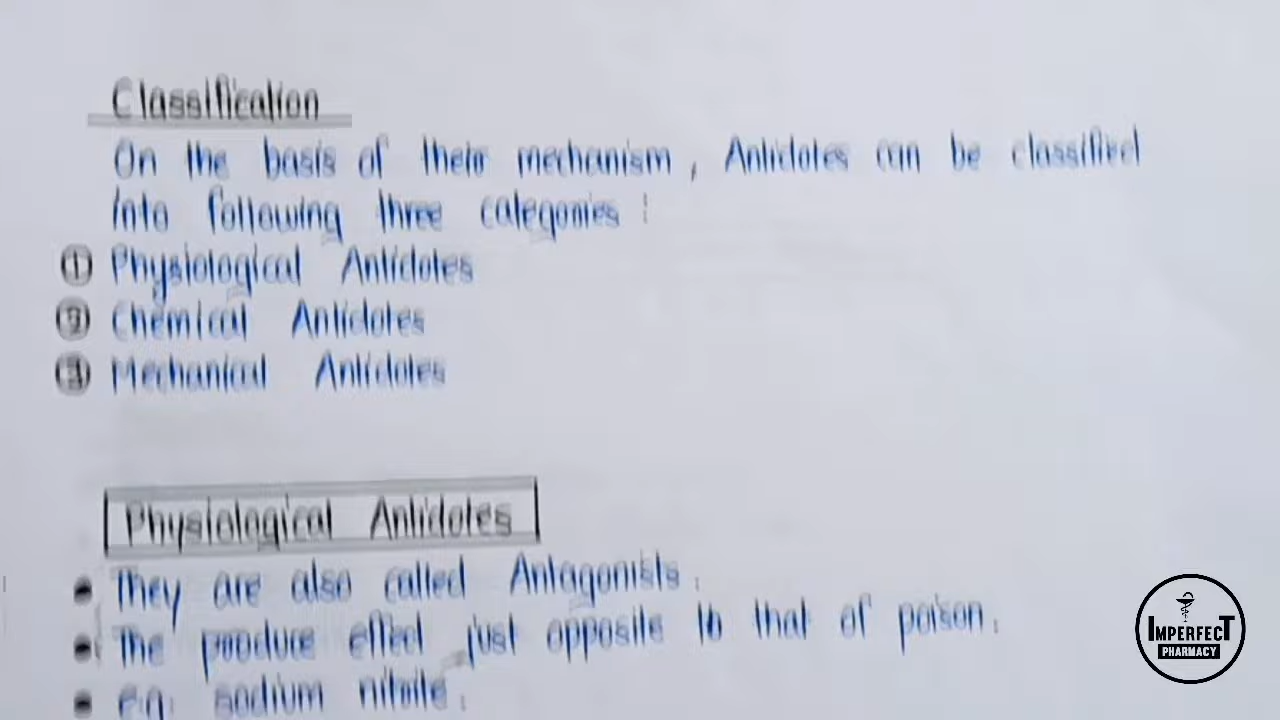 Classification
On the basis of their mechanism, Antidotes can be classified
into following three categories :
① Physiological Antidotes
② Chemical Antidotes
③ Mechanical Antidotes
Physiological Antidotes
• They are also called Antagonists.
• The produce effect just opposite to that of poison.
• e.g. sodium nitrite.
IMPERFECT
PHARMACY